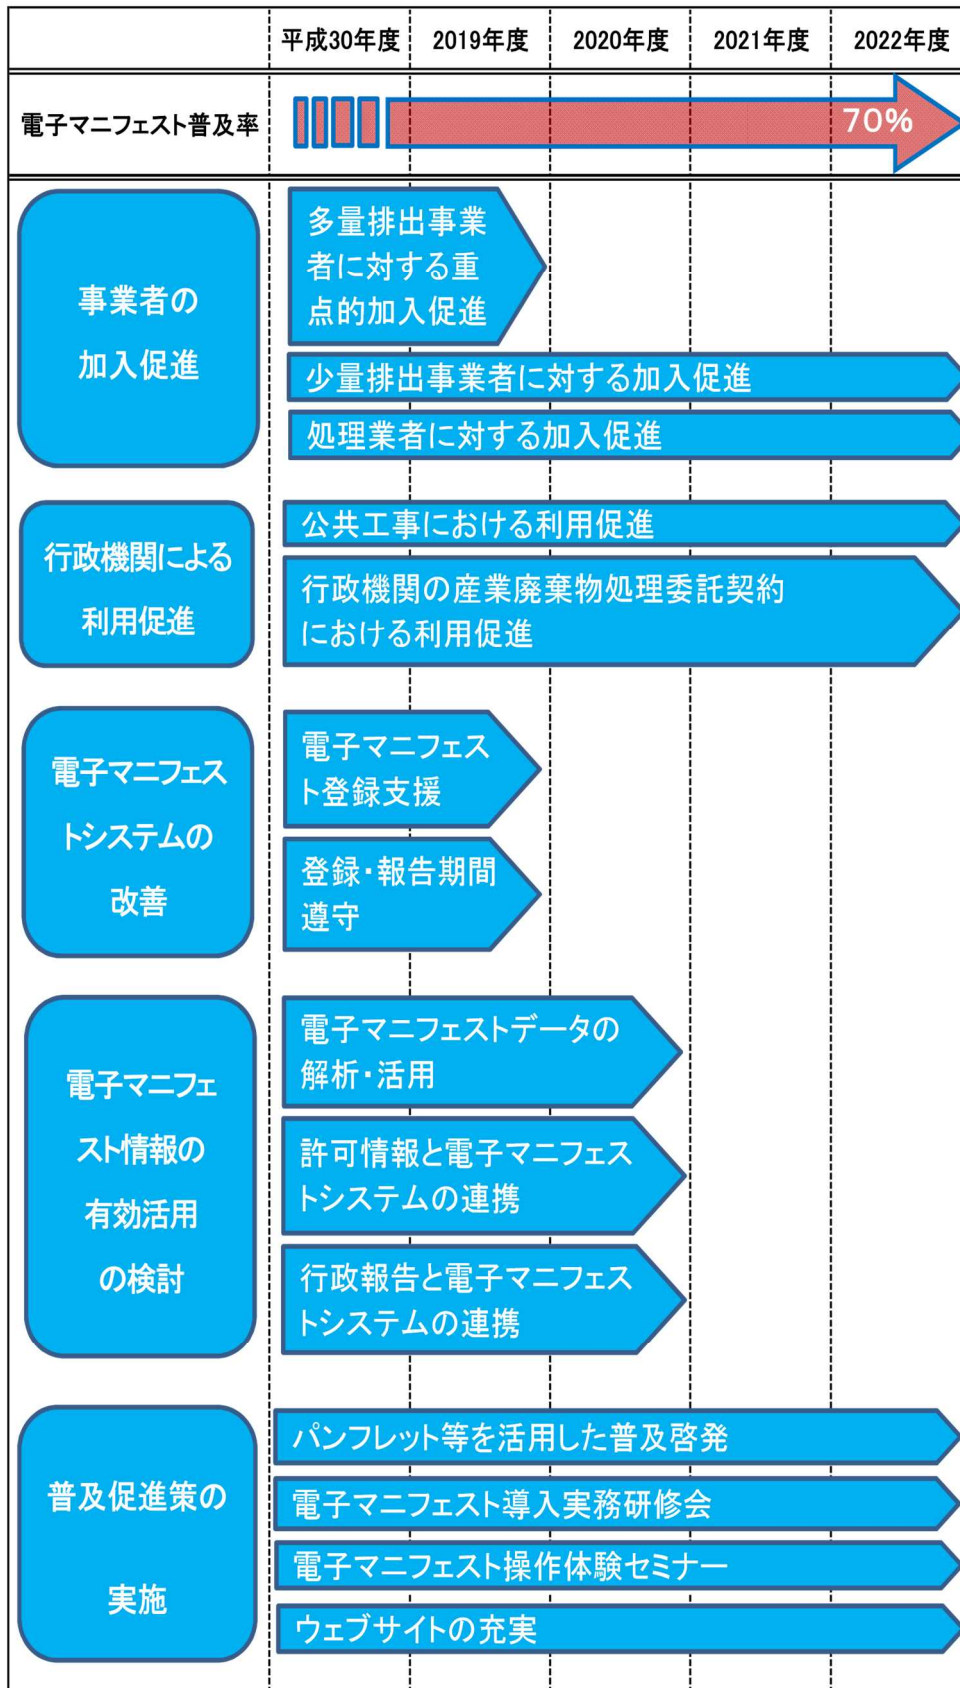 平成30年度 2019年度 2020年度 2021年度 2022年度
電子マニフェスト普及率
70%
事業者の
加入促進
多量排出事業
者に対する重
点的加入促進
少量排出事業者に対する加入促進
処理業者に対する加入促進
行政機関による
利用促進
公共工事における利用促進
行政機関の産業廃棄物処理委託契約
における利用促進
電子マニフェス
トシステムの
改善
電子マニフェス
ト登録支援
登録・報告期間
遵守
電子マニフェ
スト情報の
有効活用
の検討
電子マニフェストデータの
解析・活用
許可情報と電子マニフェス
トシステムの連携
行政報告と電子マニフェス
トシステムの連携
普及促進策の
実施
パンフレット等を活用した普及啓発
電子マニフェスト導入実務研修会
電子マニフェスト操作体験セミナー
ウェブサイトの充実